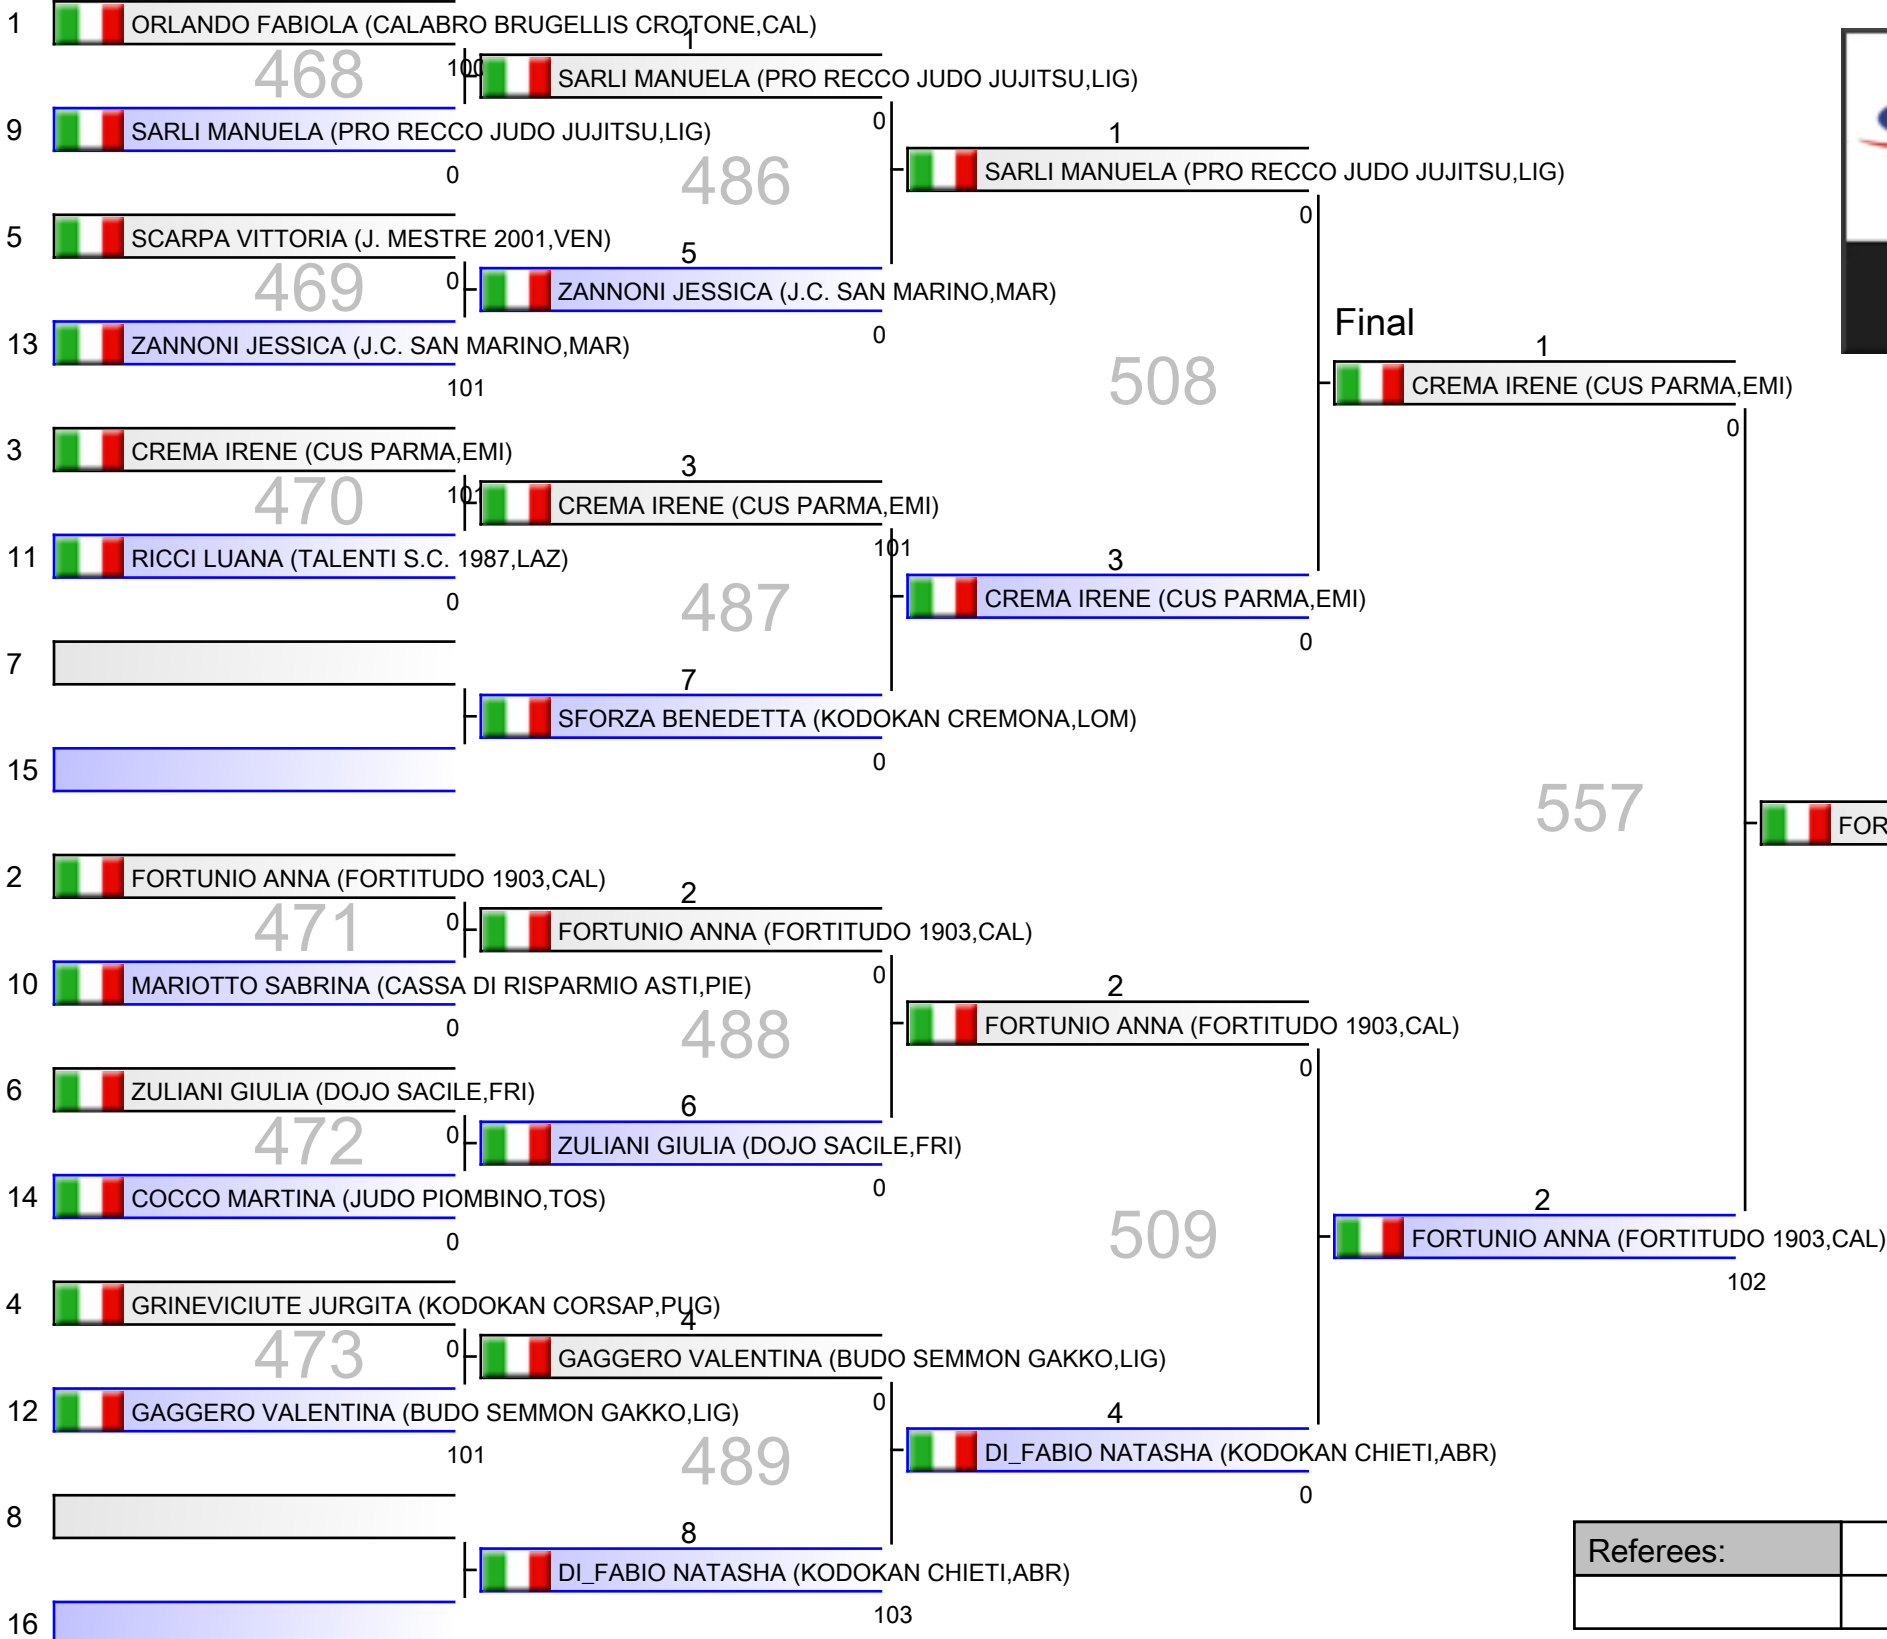 1 ORLANDO FABIOLA (CALABRO BRUGELLIS CROTONE,CAL)
1
468
SARLI MANUELA (PRO RECCO JUDO JUJITSU,LIG)
9 SARLI MANUELA (PRO RECCO JUDO JUJITSU,LIG)
0
0
486
1
SARLI MANUELA (PRO RECCO JUDO JUJITSU,LIG)
0
5 SCARPA VITTORIA (J. MESTRE 2001,VEN)
5
469
0
ZANNONI JESSICA (J.C. SAN MARINO,MAR)
0
13 ZANNONI JESSICA (J.C. SAN MARINO,MAR)
101
508
Final
1
CREMA IRENE (CUS PARMA,EMI)
0
3 CREMA IRENE (CUS PARMA,EMI)
3
470
101
CREMA IRENE (CUS PARMA,EMI)
101
11 RICCI LUANA (TALENTI S.C. 1987,LAZ)
0
487
3
CREMA IRENE (CUS PARMA,EMI)
0
7
7
SFORZA BENEDETTA (KODOKAN CREMONA,LOM)
0
15
557
FOR
2 FORTUNIO ANNA (FORTITUDO 1903,CAL)
2
471
0
FORTUNIO ANNA (FORTITUDO 1903,CAL)
0
10 MARIOTTO SABRINA (CASSA DI RISPARMIO ASTI,PIE)
0
488
2
FORTUNIO ANNA (FORTITUDO 1903,CAL)
0
6 ZULIANI GIULIA (DOJO SACILE,FRI)
6
472
0
ZULIANI GIULIA (DOJO SACILE,FRI)
0
14 COCCO MARTINA (JUDO PIOMBINO,TOS)
0
509
2
FORTUNIO ANNA (FORTITUDO 1903,CAL)
102
4 GRINEVICIUTE JURGITA (KODOKAN CORSAP,PUG)
4
473
0
GAGGERO VALENTINA (BUDO SEMMON GAKKO,LIG)
0
12 GAGGERO VALENTINA (BUDO SEMMON GAKKO,LIG)
101
489
4
DI_FABIO NATASHA (KODOKAN CHIETI,ABR)
0
8
8
DI_FABIO NATASHA (KODOKAN CHIETI,ABR)
103
16
Referees: